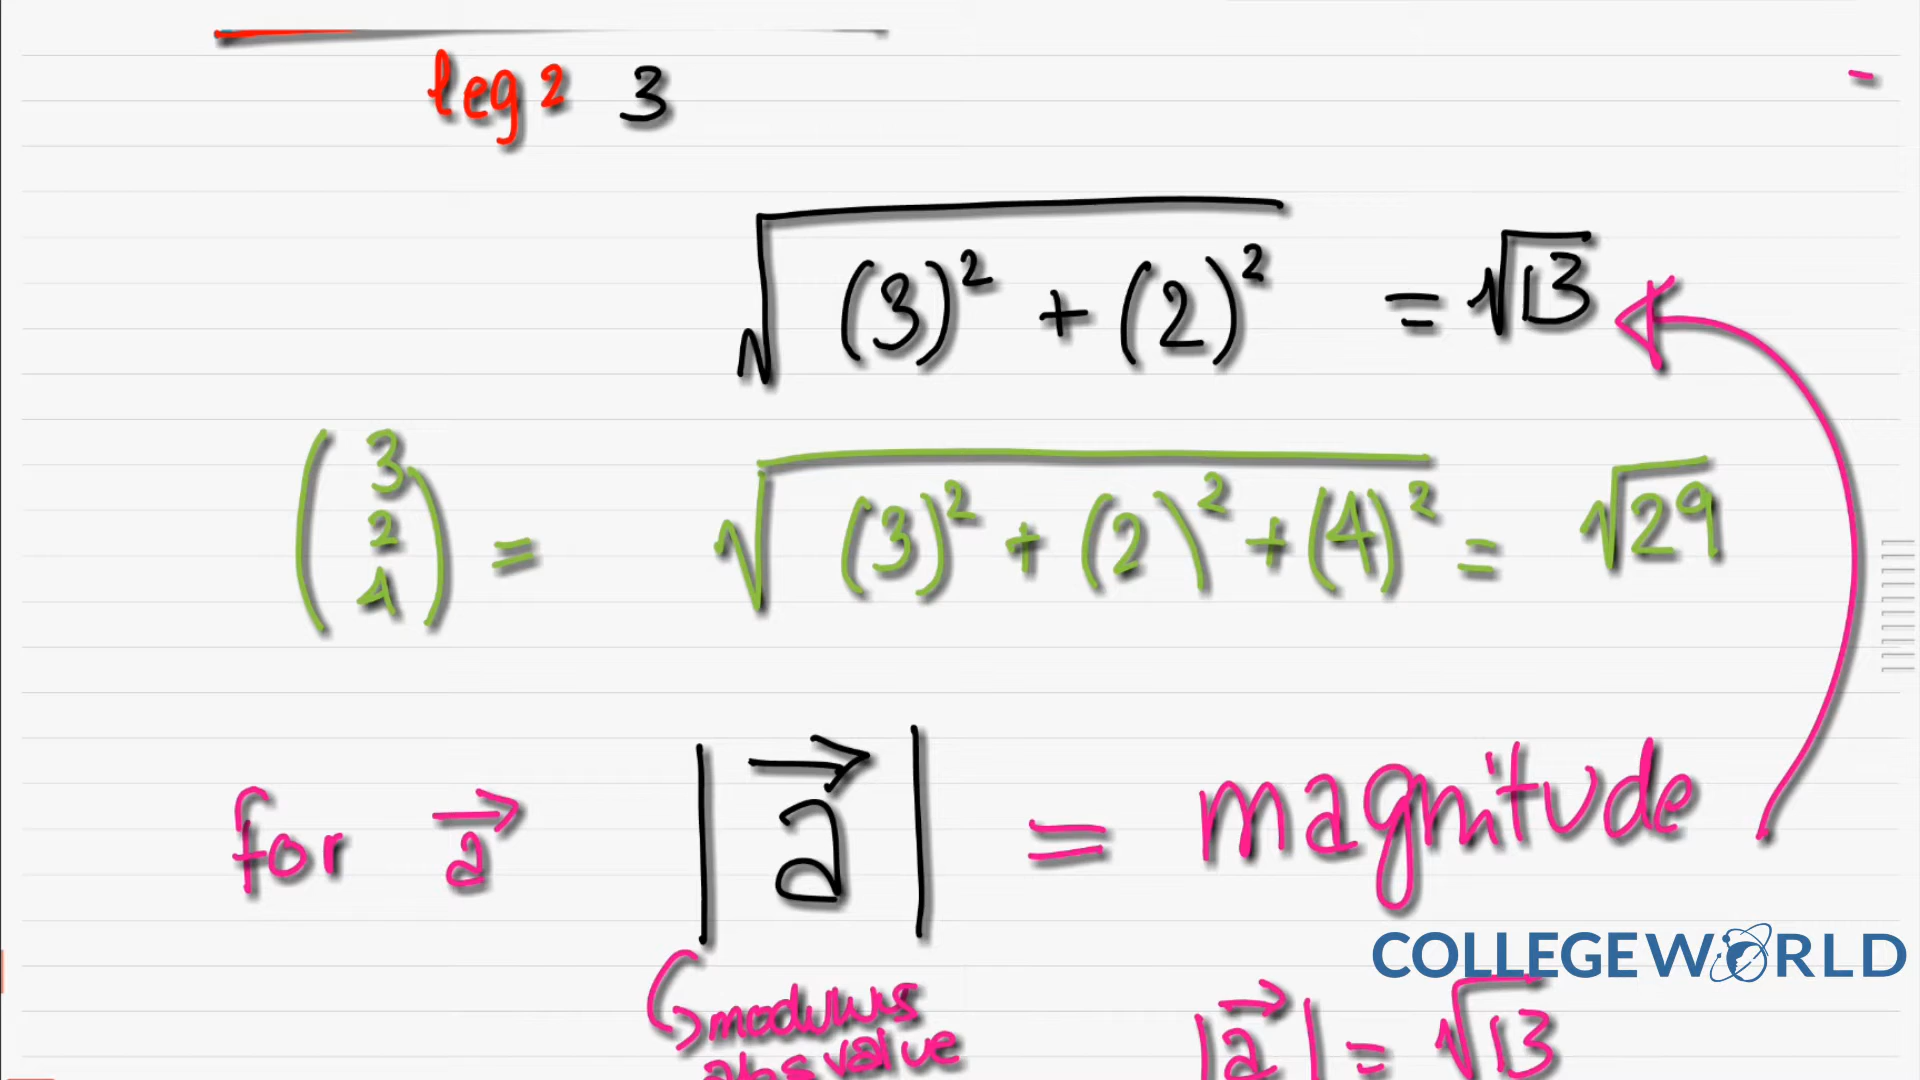 leg 2 3
√(3)² + (2)² = √13
(3 2 4) = √(3)² + (2)² + (4)² = √29
for a⃗ |a⃗| = magnitude
COLLEGEWORLD
modulus
abs value
|a⃗| = √13